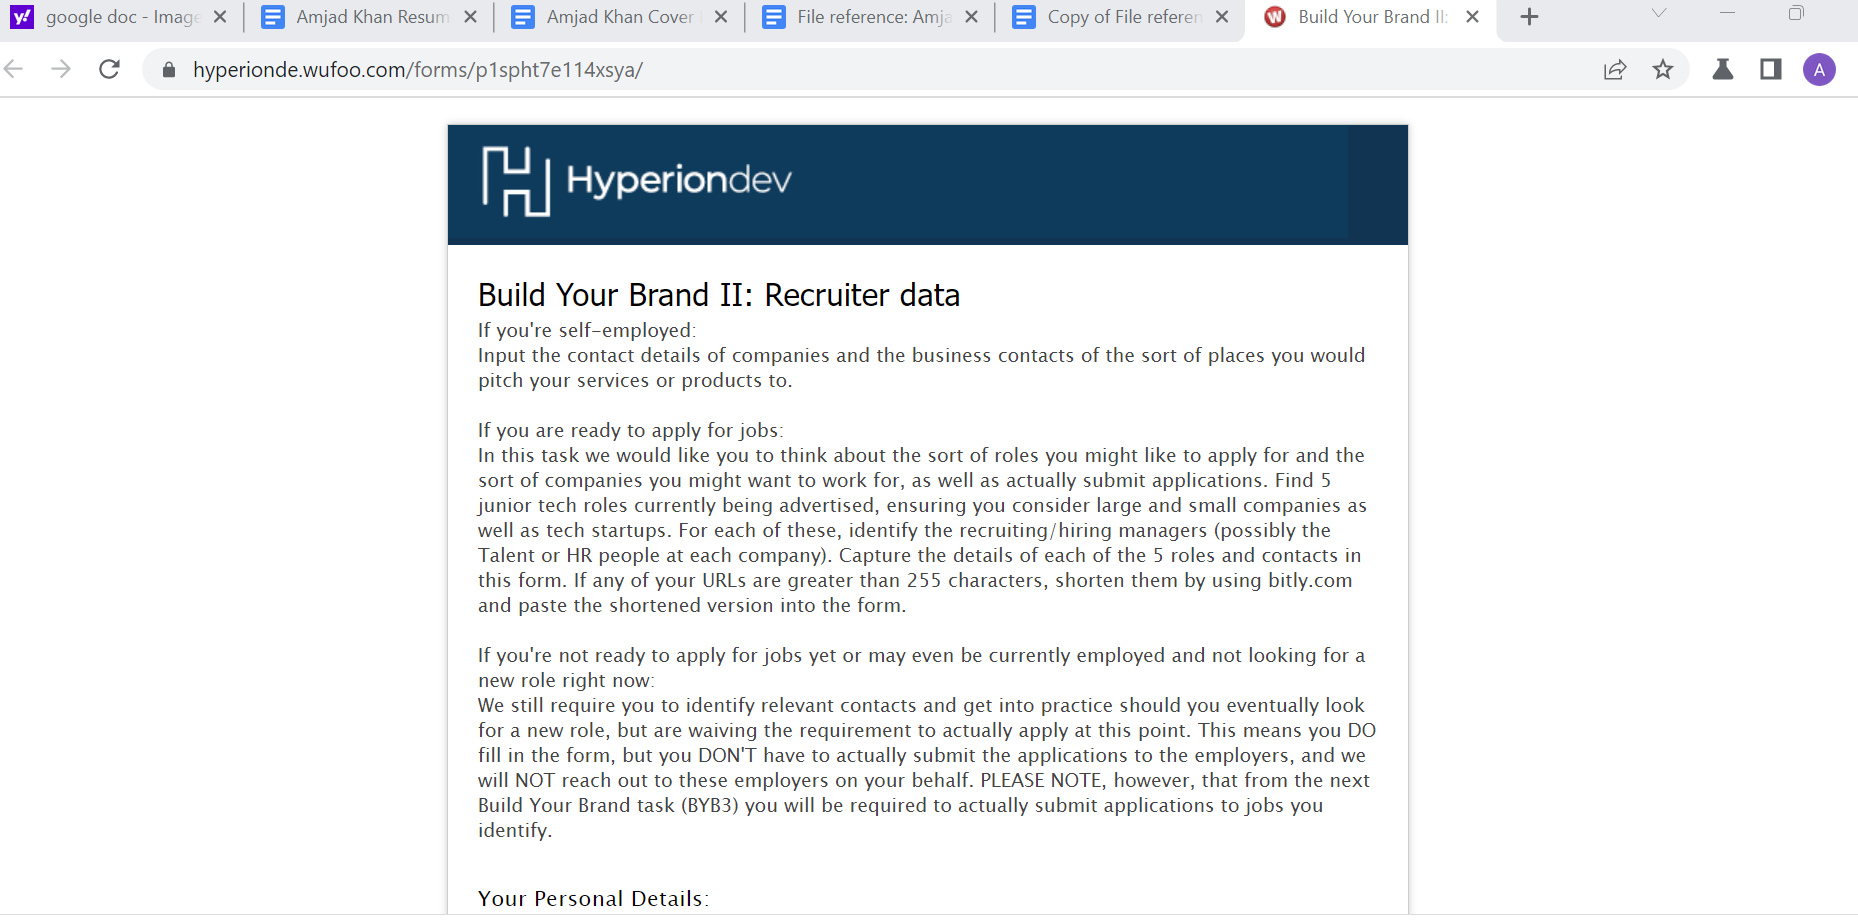 google doc - Image
Amjad Khan Resum
Amjad Khan Cover
File reference: Amja
Copy of File referen
Build Your Brand II:
hyperionde.wufoo.com/forms/p1spht7e114xsya/
A
Hyperiondev
Build Your Brand II: Recruiter data
If you're self-employed:
Input the contact details of companies and the business contacts of the sort of places you would
pitch your services or products to.
If you are ready to apply for jobs:
In this task we would like you to think about the sort of roles you might like to apply for and the
sort of companies you might want to work for, as well as actually submit applications. Find 5
junior tech roles currently being advertised, ensuring you consider large and small companies as
well as tech startups. For each of these, identify the recruiting/hiring managers (possibly the
Talent or HR people at each company). Capture the details of each of the 5 roles and contacts in
this form. If any of your URLs are greater than 255 characters, shorten them by using bitly.com
and paste the shortened version into the form.
If you're not ready to apply for jobs yet or may even be currently employed and not looking for a
new role right now:
We still require you to identify relevant contacts and get into practice should you eventually look
for a new role, but are waiving the requirement to actually apply at this point. This means you DO
fill in the form, but you DON'T have to actually submit the applications to the employers, and we
will NOT reach out to these employers on your behalf. PLEASE NOTE, however, that from the next
Build Your Brand task (BYB3) you will be required to actually submit applications to jobs you
identify.
Your Personal Details: